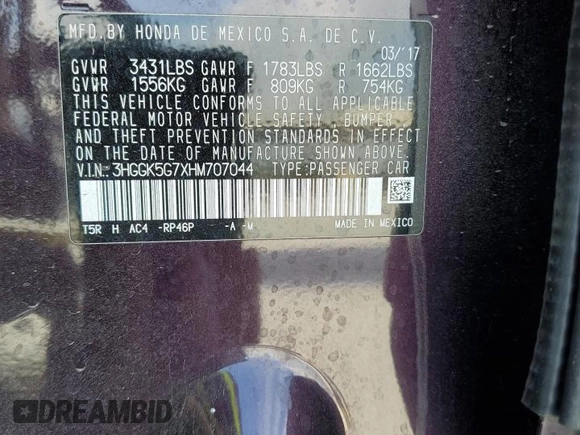 MFD. BY HONDA DE MEXICO S.A. DE C.V.
03/'17
GVWR 3431LBS GAWR F 1783LBS R 1662LBS
GVWR 1556KG GAWR F 809KG R 754KG
THIS VEHICLE CONFORMS TO ALL APPLICABLE
FEDERAL MOTOR VEHICLE SAFETY, BUMPER,
AND THEFT PREVENTION STANDARDS IN EFFECT
ON THE DATE OF MANUFACTURE SHOWN ABOVE.
V.I.N.: 3HGGK5G7XHM707044 TYPE:PASSENGER CAR
T5R H AC4 -RP46P -A -M MADE IN MEXICO
DREAMBID